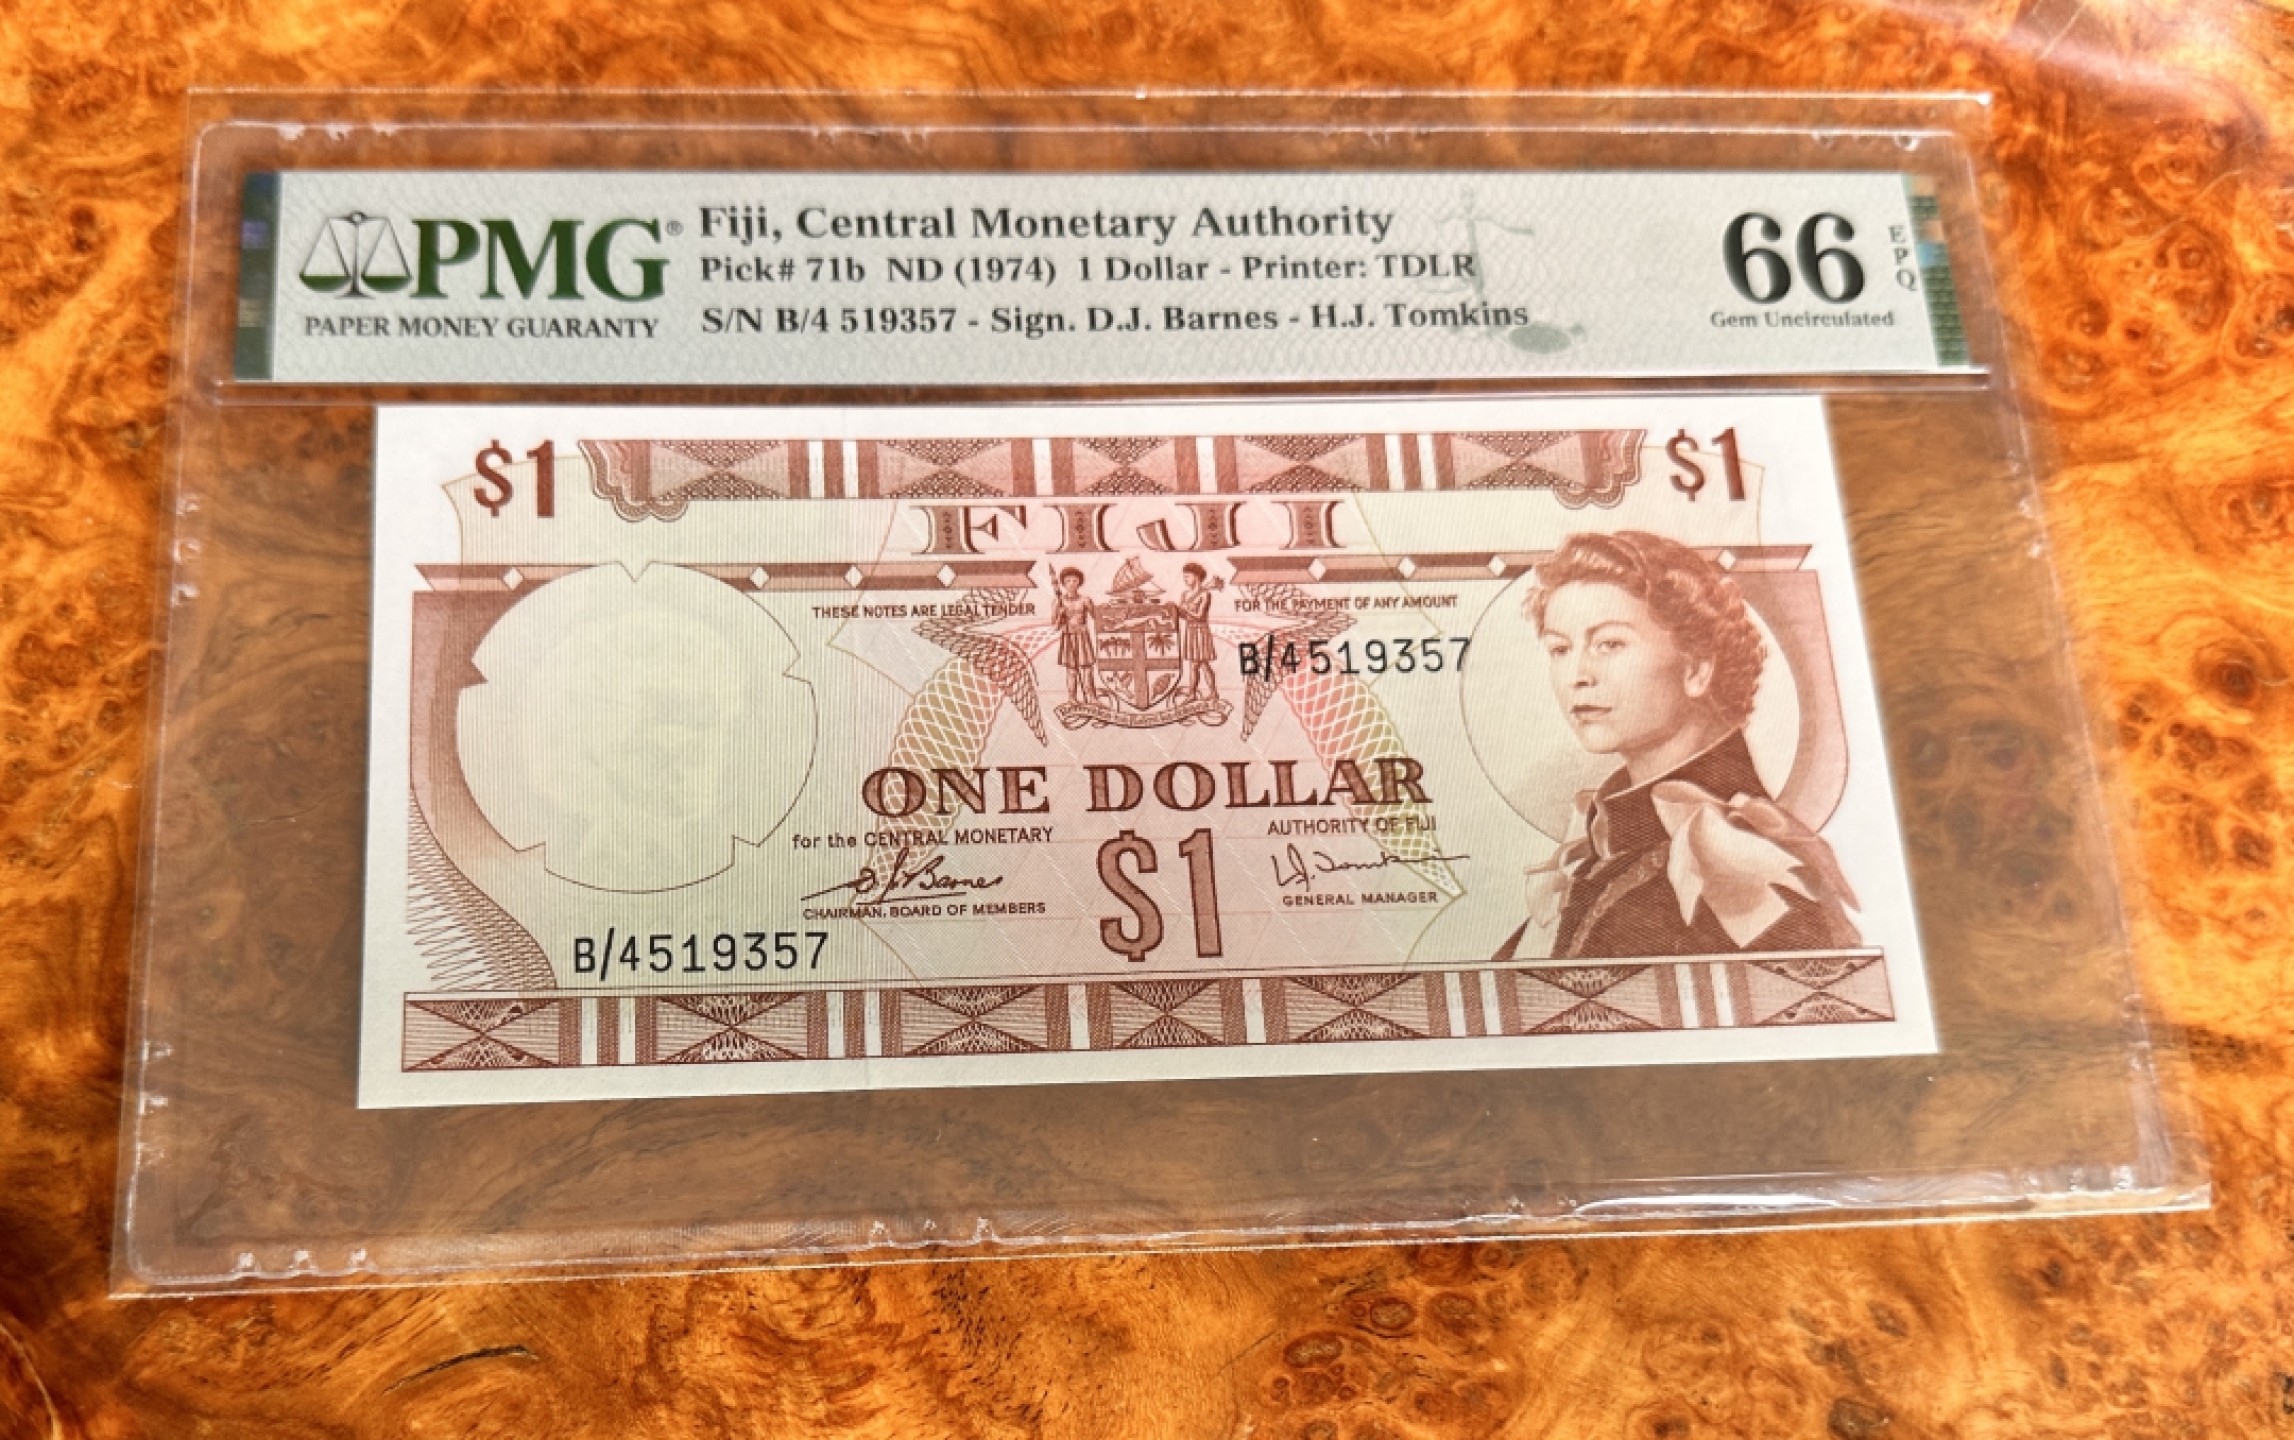 PMG®
PAPER MONEY GUARANTY
Fiji, Central Monetary Authority
Pick# 71b ND (1974) 1 Dollar - Printer: TDLR
S/N B/4 519357 - Sign. D.J. Barnes - H.J. Tomkins
66
EPQ
Gem Uncirculated
$1 $1
FIJI
THESE NOTES ARE LEGAL TENDER FOR THE PAYMENT OF ANY AMOUNT
B/4519357
ONE DOLLAR
for the CENTRAL MONETARY AUTHORITY OF FIJI
$1
D J Barnes H.J. Tomkins
CHAIRMAN, BOARD OF MEMBERS GENERAL MANAGER
B/4519357